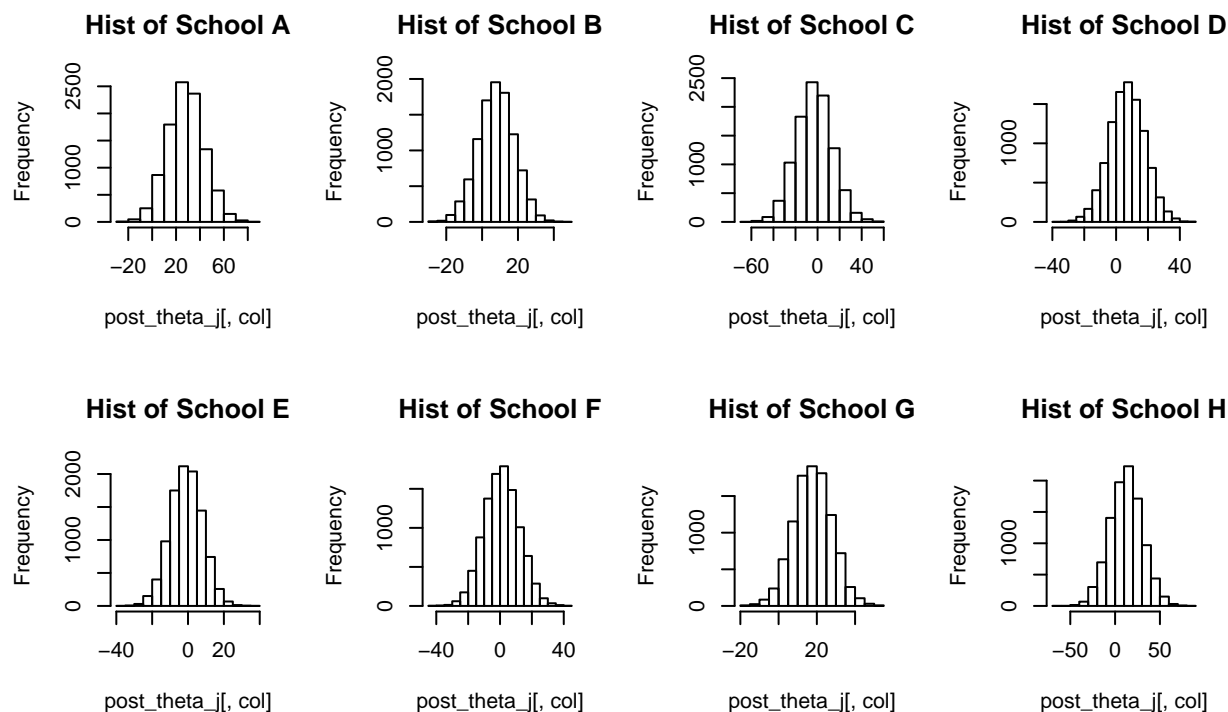 Hist of School A
Frequency
0
1000
2500
−20
20
60
post_theta_j[, col]
Hist of School B
Frequency
0
1000
2000
−20
20
post_theta_j[, col]
Hist of School C
Frequency
0
1000
2500
−60
0
40
post_theta_j[, col]
Hist of School D
Frequency
0
1000
−40
0
40
post_theta_j[, col]
Hist of School E
Frequency
0
1000
2000
−40
0
20
post_theta_j[, col]
Hist of School F
Frequency
0
1000
−40
0
40
post_theta_j[, col]
Hist of School G
Frequency
0
1000
−20
20
post_theta_j[, col]
Hist of School H
Frequency
0
1000
−50
0
50
post_theta_j[, col]